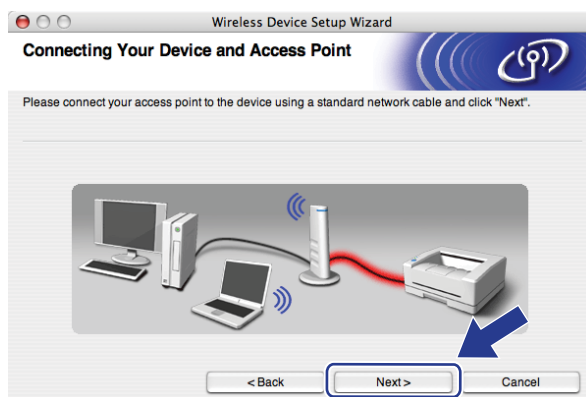 Wireless Device Setup Wizard
Connecting Your Device and Access Point
Please connect your access point to the device using a standard network cable and click "Next".
< Back
Next >
Cancel